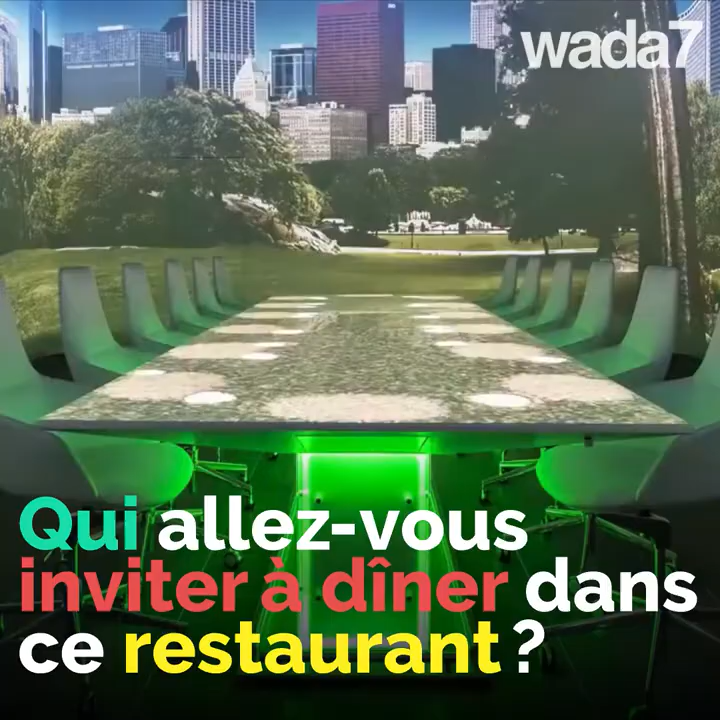 wada7
Qui allez-vous
inviter à dîner dans
ce restaurant ?